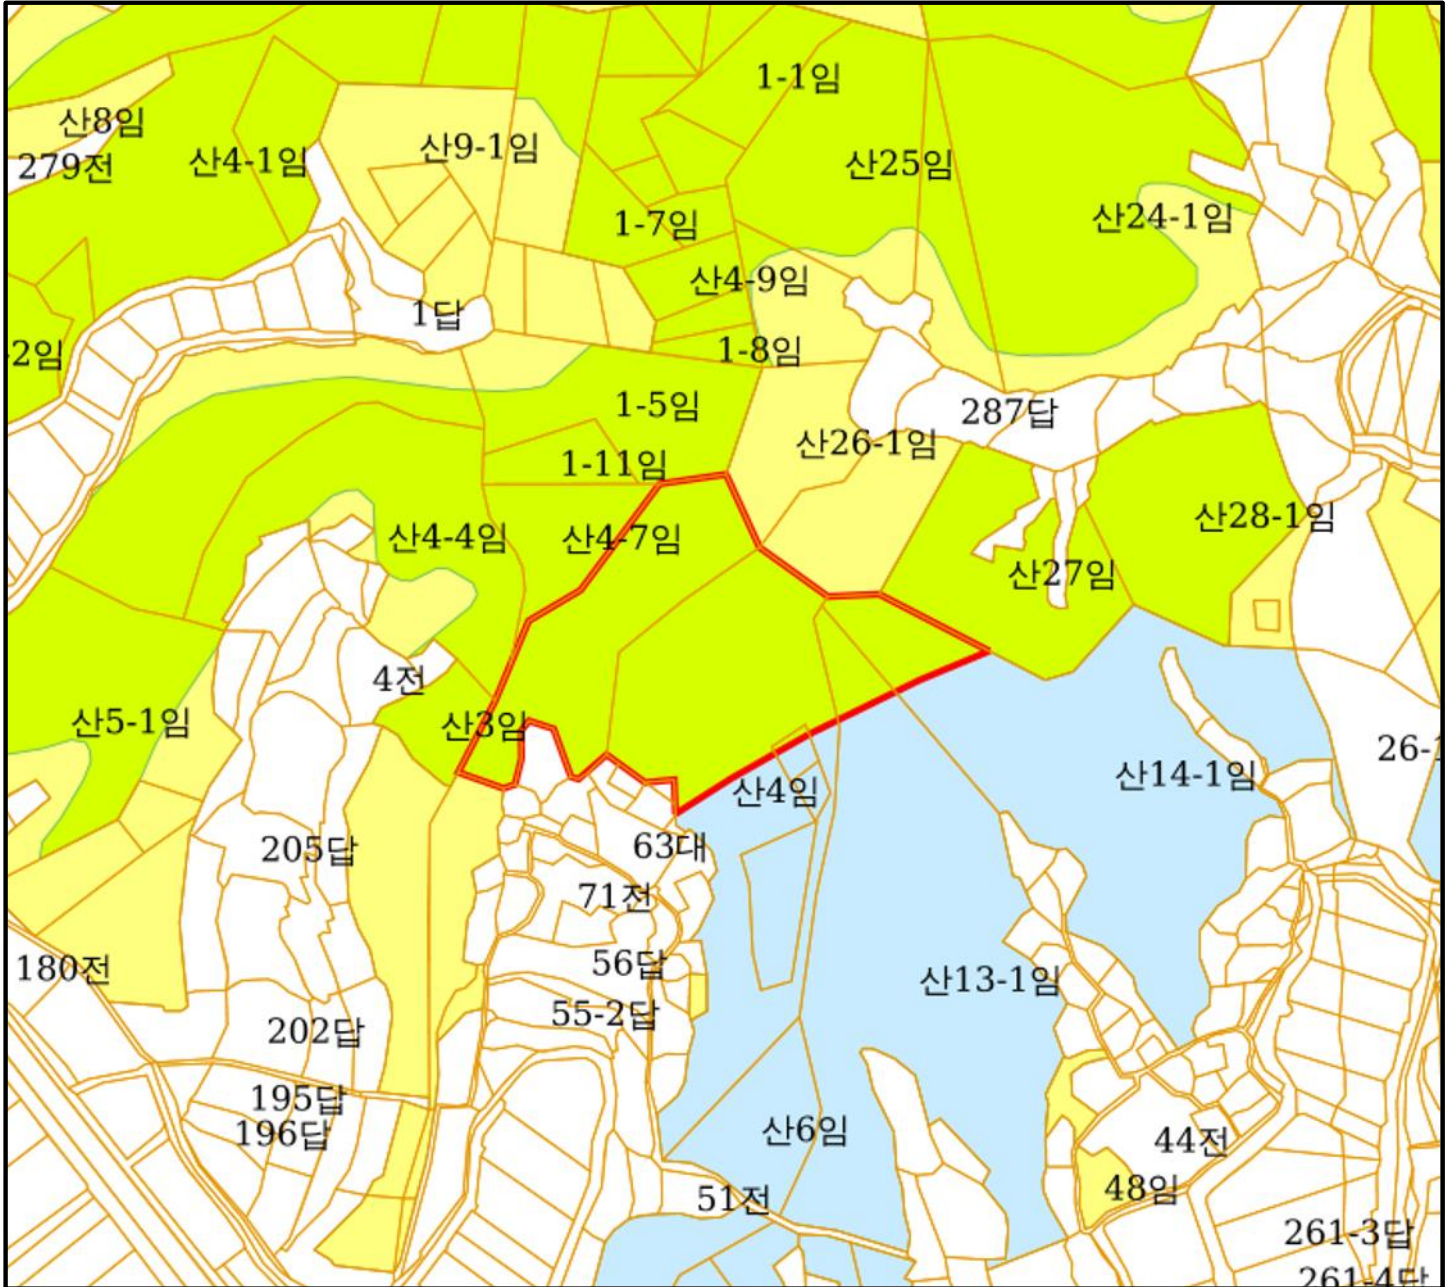 1-1임
산8임
279전
산4-1임
산9-1임
산25임
산24-1임
1-7임
산4-9임
1답
-2임
1-8임
1-5임
287답
산26-1임
1-11임
산28-1임
산4-4임
산4-7임
산27임
4전
산5-1임
산3임
26-1
산14-1임
산4임
205답
63대
71전
180전
56답
산13-1임
55-2답
202답
195답
196답
산6임
44전
48임
51전
261-3답
261-4답